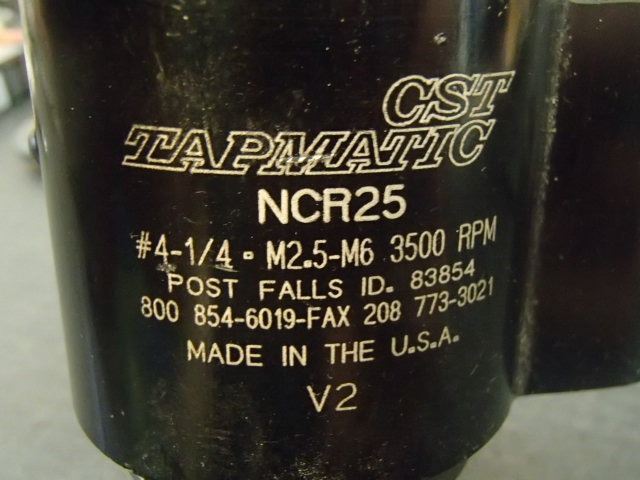 CST
TAPMATIC
NCR25
#4-1/4 ▪ M2.5-M6 3500 RPM
POST FALLS ID. 83854
800 854-6019-FAX 208 773-3021
MADE IN THE U.S.A.
V2